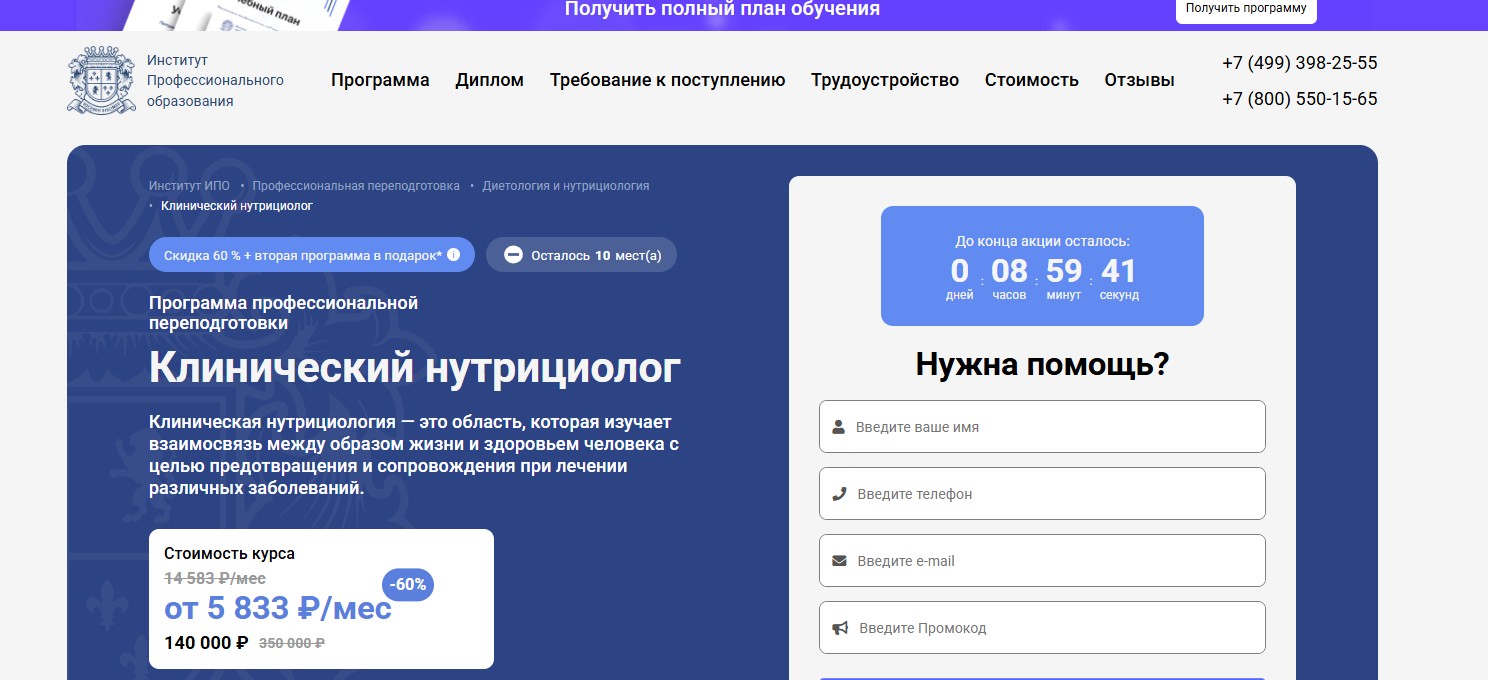 ебный план
Получить полный план обучения
Получить программу
Институт
Профессионального
образования
Программа
Диплом
Требование к поступлению
Трудоустройство
Стоимость
Отзывы
+7 (499) 398-25-55
+7 (800) 550-15-65
Институт ИПО • Профессиональная переподготовка • Диетология и нутрициология
• Клинический нутрициолог
Скидка 60 % + вторая программа в подарок*
Осталось 10 мест(а)
Программа профессиональной
переподготовки
Клинический нутрициолог
Клиническая нутрициология — это область, которая изучает
взаимосвязь между образом жизни и здоровьем человека с
целью предотвращения и сопровождения при лечении
различных заболеваний.
Стоимость курса
14 583 ₽/мес
-60%
от 5 833 ₽/мес
140 000 ₽ 350 000 ₽
До конца акции осталось:
0 : 08 : 59 : 41
дней часов минут секунд
Нужна помощь?
Введите ваше имя
Введите телефон
Введите e-mail
Введите Промокод